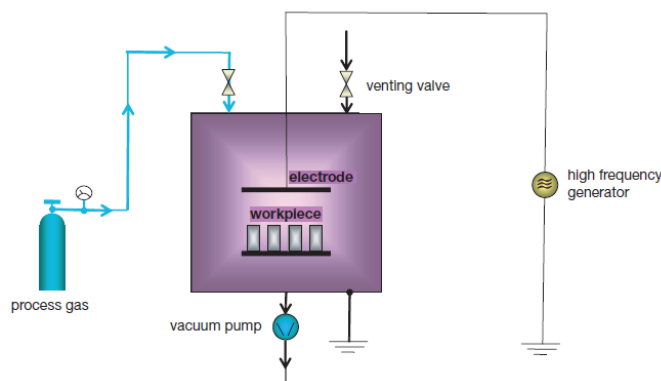 venting valve
electrode
high frequency
generator
workpiece
process gas
vacuum pump